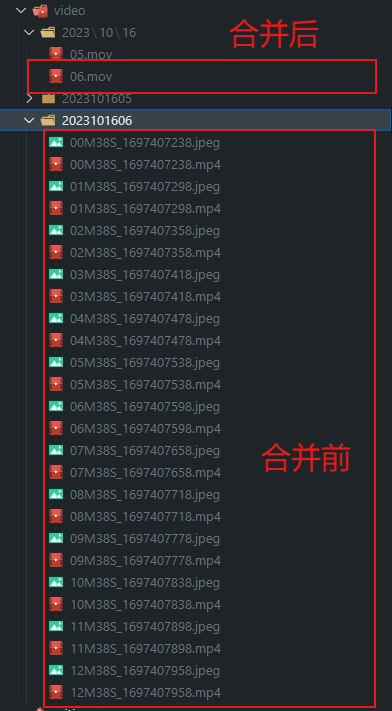 video
2023\10\16
合并后
05.mov
06.mov
2023101605
2023101606
00M38S_1697407238.jpeg
00M38S_1697407238.mp4
01M38S_1697407298.jpeg
01M38S_1697407298.mp4
02M38S_1697407358.jpeg
02M38S_1697407358.mp4
03M38S_1697407418.jpeg
03M38S_1697407418.mp4
04M38S_1697407478.jpeg
04M38S_1697407478.mp4
05M38S_1697407538.jpeg
05M38S_1697407538.mp4
06M38S_1697407598.jpeg
06M38S_1697407598.mp4
07M38S_1697407658.jpeg
合并前
07M38S_1697407658.mp4
08M38S_1697407718.jpeg
08M38S_1697407718.mp4
09M38S_1697407778.jpeg
09M38S_1697407778.mp4
10M38S_1697407838.jpeg
10M38S_1697407838.mp4
11M38S_1697407898.jpeg
11M38S_1697407898.mp4
12M38S_1697407958.jpeg
12M38S_1697407958.mp4